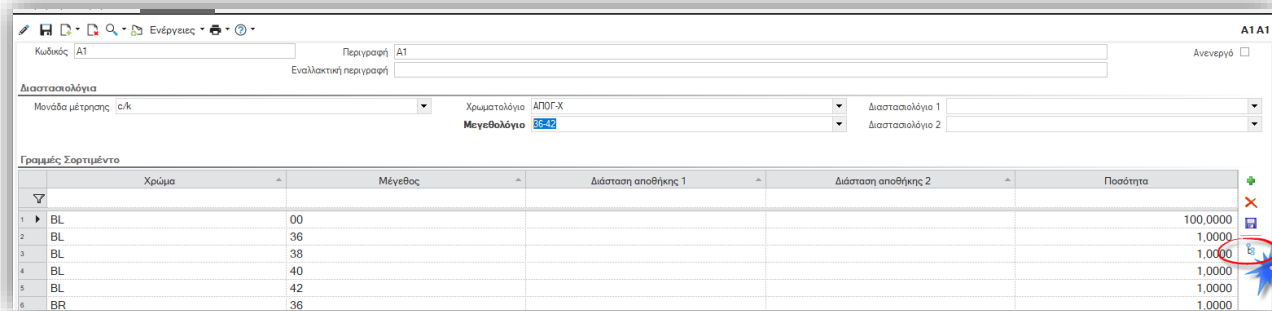 Ενέργειες
A1 A1
Κωδικός A1 Περιγραφή A1 Ανενεργό
Εναλλακτική περιγραφή
Διαστασιολόγια
Μονάδα μέτρησης c/k Χρωματολόγιο ΑΠΟΓ-Χ Διαστασιολόγιο 1
Μεγεθολόγιο 36-42 Διαστασιολόγιο 2
Γραμμές Σορτιμέντο
Χρώμα Μέγεθος Διάσταση αποθήκης 1 Διάσταση αποθήκης 2 Ποσότητα
1 BL 00 100,0000
2 BL 36 1,0000
3 BL 38 1,0000
4 BL 40 1,0000
5 BL 42 1,0000
6 BR 36 1,0000